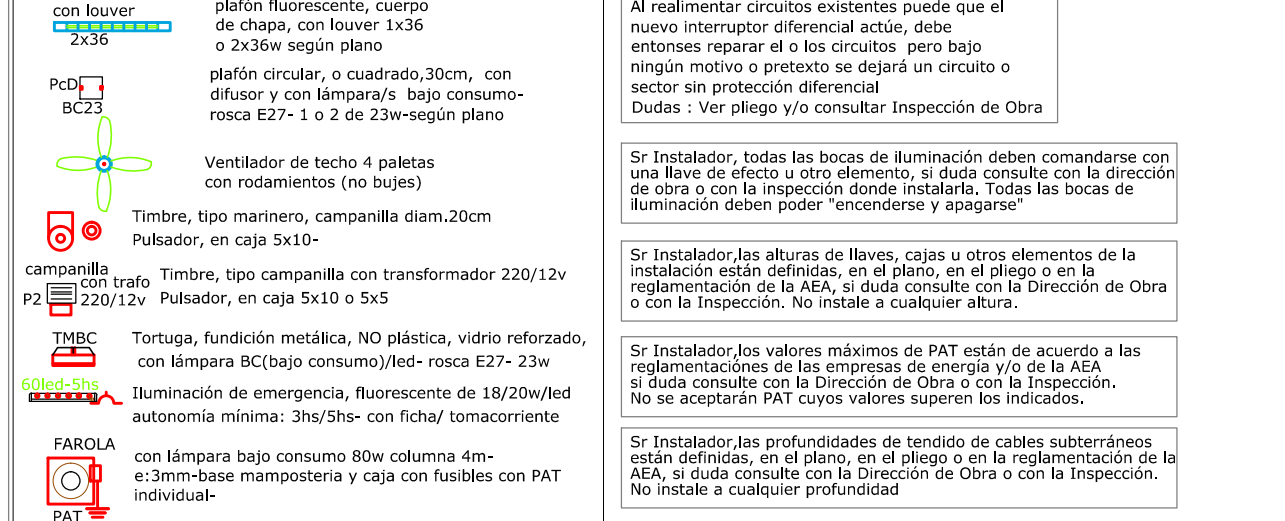 con louver
2x36
plafón fluorescente, cuerpo
de chapa, con louver 1x36
o 2x36w según plano
PcD
BC23
plafón circular, o cuadrado,30cm, con
difusor y con lámpara/s bajo consumo-
rosca E27- 1 o 2 de 23w-según plano
Ventilador de techo 4 paletas
con rodamientos (no bujes)
Timbre, tipo marinero, campanilla diam.20cm
Pulsador, en caja 5x10-
campanilla
con trafo
P2
220/12v
Timbre, tipo campanilla con transformador 220/12v
Pulsador, en caja 5x10 o 5x5
TMBC
Tortuga, fundición metálica, NO plástica, vidrio reforzado,
con lámpara BC(bajo consumo)/led- rosca E27- 23w
60led-5hs
Iluminación de emergencia, fluorescente de 18/20w/led
autonomía mínima: 3hs/5hs- con ficha/ tomacorriente
FAROLA
PAT
con lámpara bajo consumo 80w columna 4m-
e:3mm-base mamposteria y caja con fusibles con PAT
individual-
Al realimentar circuitos existentes puede que el
nuevo interruptor diferencial actúe, debe
entonses reparar el o los circuitos pero bajo
ningún motivo o pretexto se dejará un circuito o
sector sin protección diferencial
Dudas : Ver pliego y/o consultar Inspección de Obra
Sr Instalador, todas las bocas de iluminación deben comandarse con
una llave de efecto u otro elemento, si duda consulte con la dirección
de obra o con la inspección donde instalarla. Todas las bocas de
iluminación deben poder "encenderse y apagarse"
Sr Instalador,las alturas de llaves, cajas u otros elementos de la
instalación están definidas, en el plano, en el pliego o en la
reglamentación de la AEA, si duda consulte con la Dirección de Obra
o con la Inspección. No instale a cualquier altura.
Sr Instalador,los valores máximos de PAT están de acuerdo a las
reglamentaciónes de las empresas de energía y/o de la AEA
si duda consulte con la Dirección de Obra o con la Inspección.
No se aceptarán PAT cuyos valores superen los indicados.
Sr Instalador,las profundidades de tendido de cables subterráneos
están definidas, en el plano, en el pliego o en la reglamentación de la
AEA, si duda consulte con la Dirección de Obra o con la Inspección.
No instale a cualquier profundidad